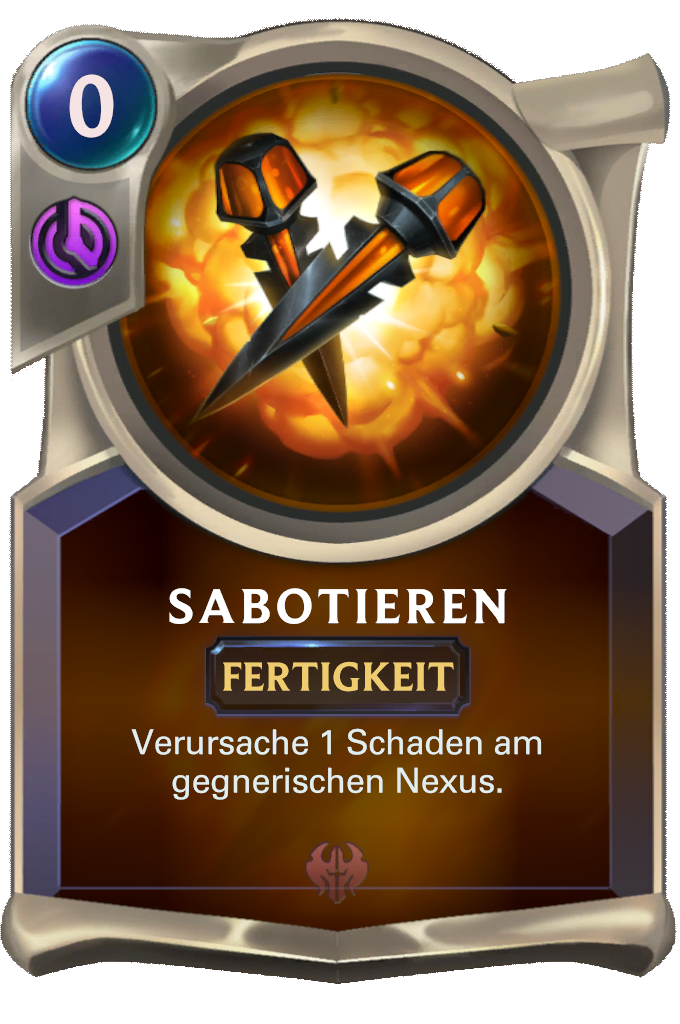 0
SABOTIEREN
FERTIGKEIT
Verursache 1 Schaden am
gegnerischen Nexus.